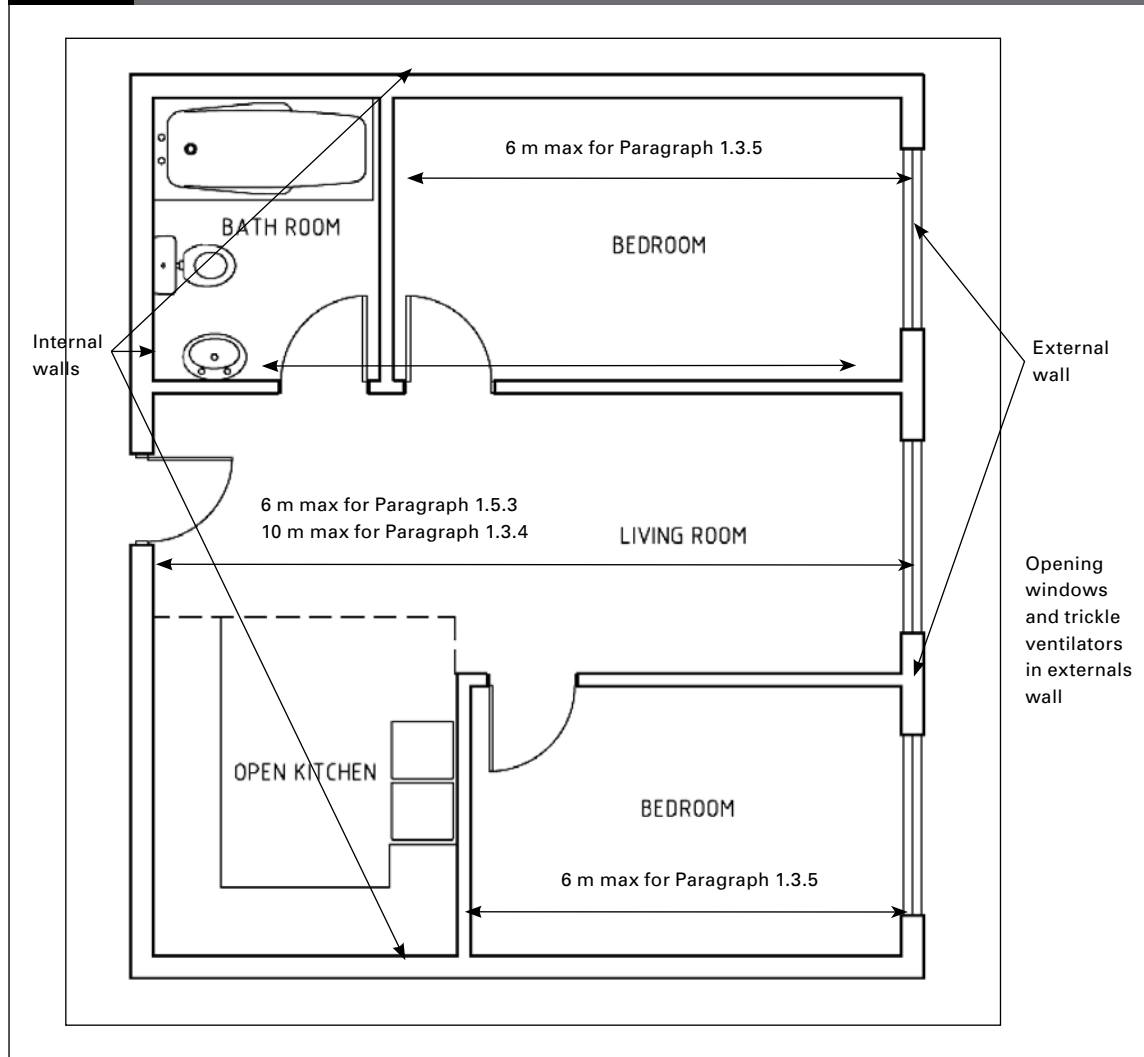 6 m max for Paragraph 1.3.5
BATH ROOM
BEDROOM
Internal
walls
External
wall
6 m max for Paragraph 1.5.3
10 m max for Paragraph 1.3.4
LIVING ROOM
Opening
windows
and trickle
ventilators
in externals
wall
OPEN KITCHEN
BEDROOM
6 m max for Paragraph 1.3.5